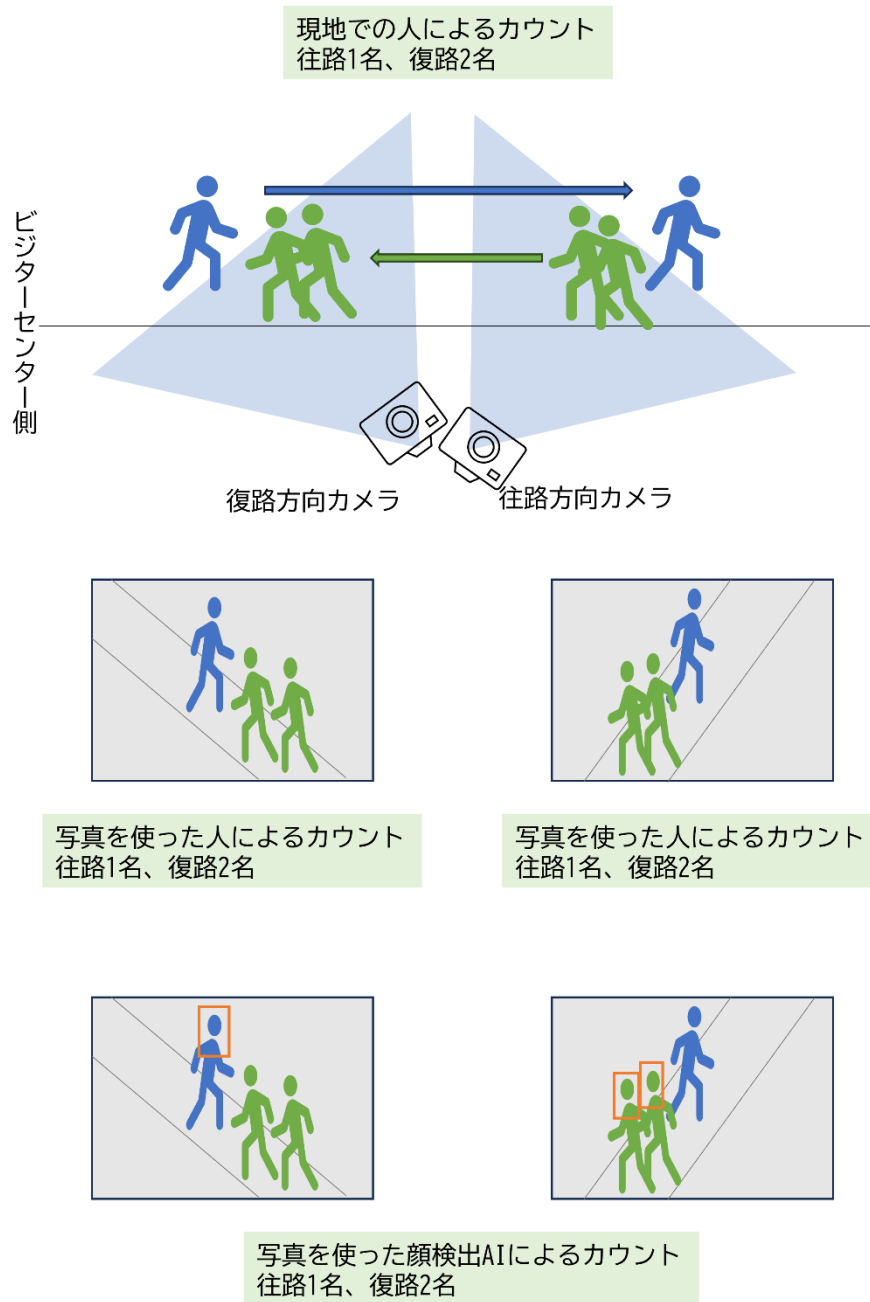 現地での人によるカウント
往路1名、復路2名
ビジターセンター側
復路方向カメラ
往路方向カメラ
写真を使った人によるカウント
往路1名、復路2名
写真を使った人によるカウント
往路1名、復路2名
写真を使った顔検出AIによるカウント
往路1名、復路2名